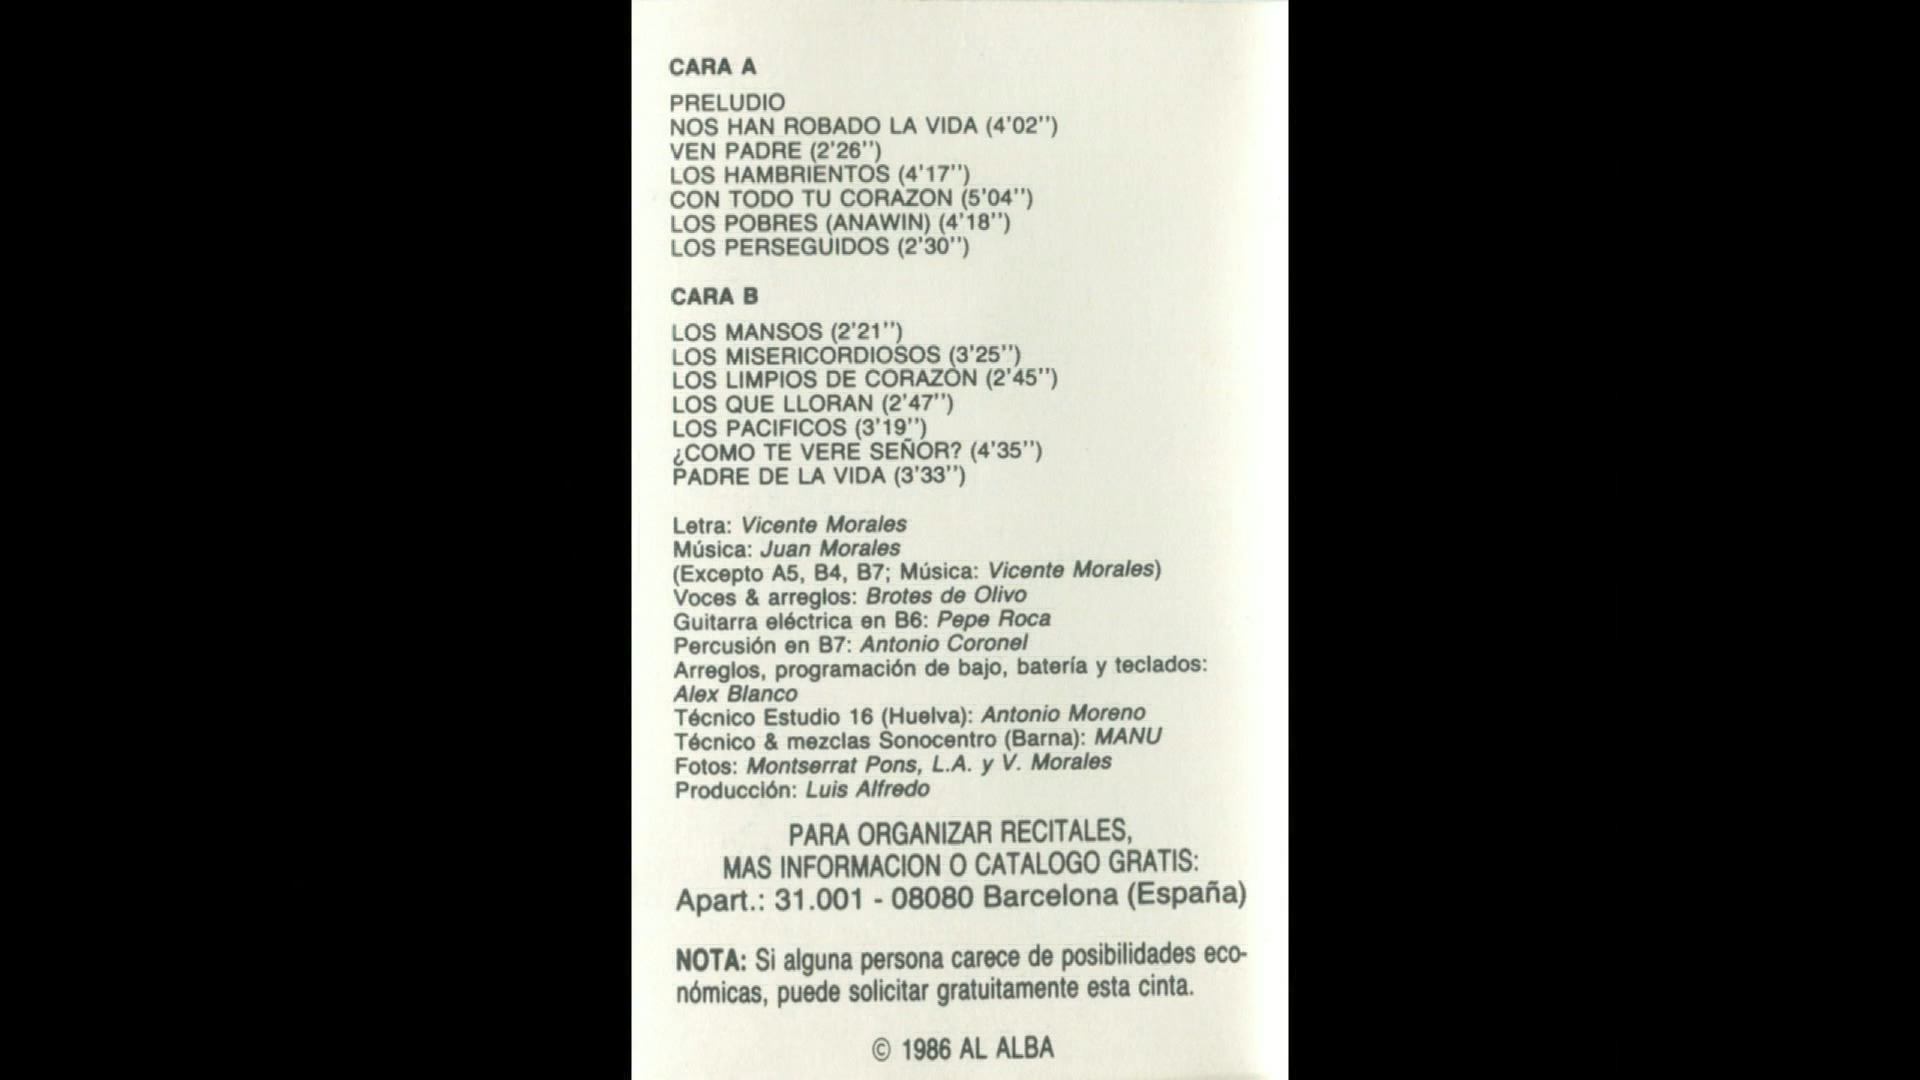 CARA A
PRELUDIO
NOS HAN ROBADO LA VIDA (4'02'')
VEN PADRE (2'26'')
LOS HAMBRIENTOS (4'17'')
CON TODO TU CORAZON (5'04'')
LOS POBRES (ANAWIN) (4'18'')
LOS PERSEGUIDOS (2'30'')
CARA B
LOS MANSOS (2'21'')
LOS MISERICORDIOSOS (3'25'')
LOS LIMPIOS DE CORAZON (2'45'')
LOS QUE LLORAN (2'47'')
LOS PACIFICOS (3'19'')
¿COMO TE VERE SEÑOR? (4'35'')
PADRE DE LA VIDA (3'33'')
Letra: Vicente Morales
Música: Juan Morales
(Excepto A5, B4, B7; Música: Vicente Morales)
Voces & arreglos: Brotes de Olivo
Guitarra eléctrica en B6: Pepe Roca
Percusión en B7: Antonio Coronel
Arreglos, programación de bajo, batería y teclados:
Alex Blanco
Técnico Estudio 16 (Huelva): Antonio Moreno
Técnico & mezclas Sonocentro (Barna): MANU
Fotos: Montserrat Pons, L.A. y V. Morales
Producción: Luis Alfredo
PARA ORGANIZAR RECITALES,
MAS INFORMACION O CATALOGO GRATIS:
Apart.: 31.001 - 08080 Barcelona (España)
NOTA: Si alguna persona carece de posibilidades eco-
nómicas, puede solicitar gratuitamente esta cinta.
© 1986 AL ALBA